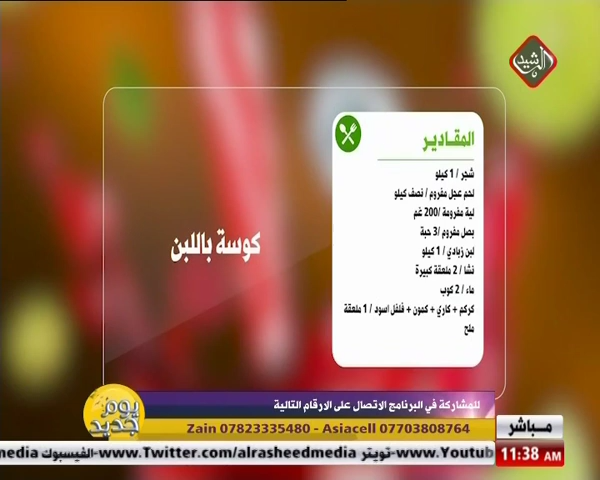 الرشيد
المقادير
شجر / 1 كيلو
لحم عجل مفروم / نصف كيلو
لية مفرومة /200 غم
بصل مفروم /3 حبة
لبن زبادي / 1 كيلو
نشا / 2 ملعقة كبيرة
ماء / 2 كوب
كركم + كاري + كمون + فلفل اسود / 1 ملعقة
ملح
كوسة باللبن
للمشاركة في البرنامج الاتصال على الارقام التالية
Zain 07823335480 - Asiacell 07703808764
يوم جديد
مباشر
11:38 AM
media الفيسبوك-www.Twitter.com/alrasheedmedia تويتر-www.Youtub